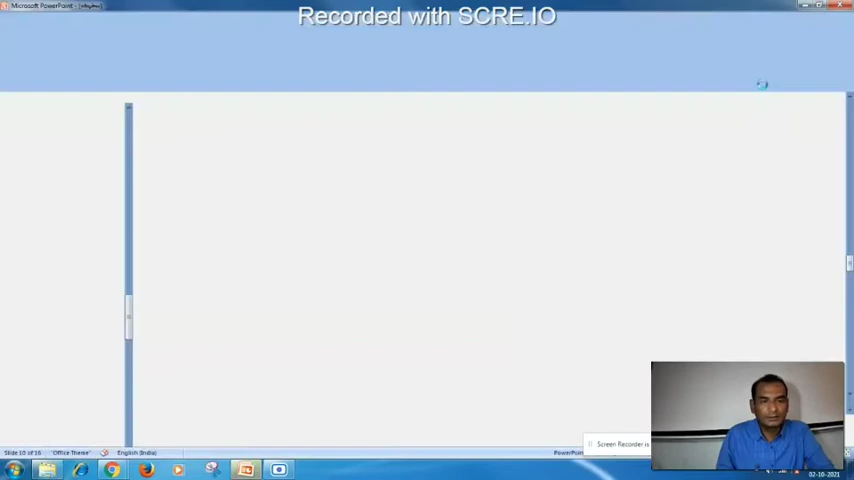 Microsoft PowerPoint - [
Recorded with SCRE.IO
Screen Recorder is
Slide 10 of 16 "Office Theme" English (India) PowerPoin
02-10-2021